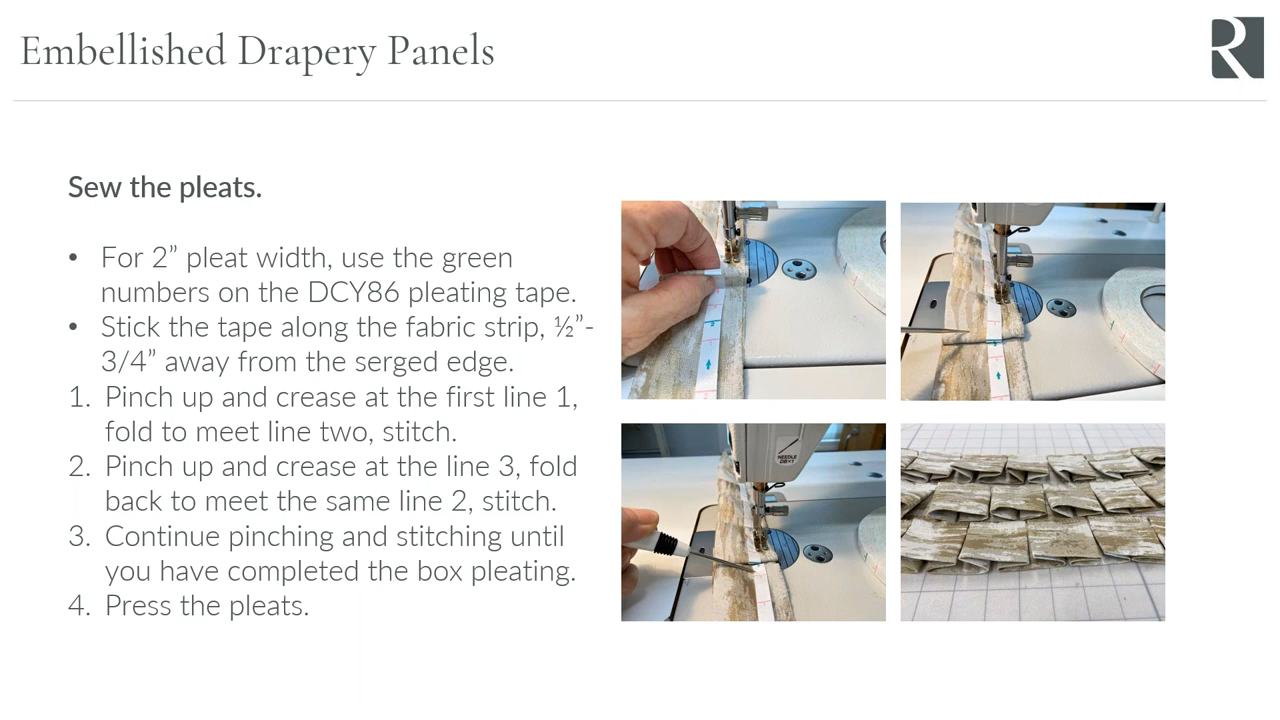 Embellished Drapery Panels
R
Sew the pleats.
• For 2” pleat width, use the green
numbers on the DCY86 pleating tape.
• Stick the tape along the fabric strip, ½”-
3/4” away from the serged edge.
1. Pinch up and crease at the first line 1,
fold to meet line two, stitch.
2. Pinch up and crease at the line 3, fold
back to meet the same line 2, stitch.
3. Continue pinching and stitching until
you have completed the box pleating.
4. Press the pleats.
NEEDLE